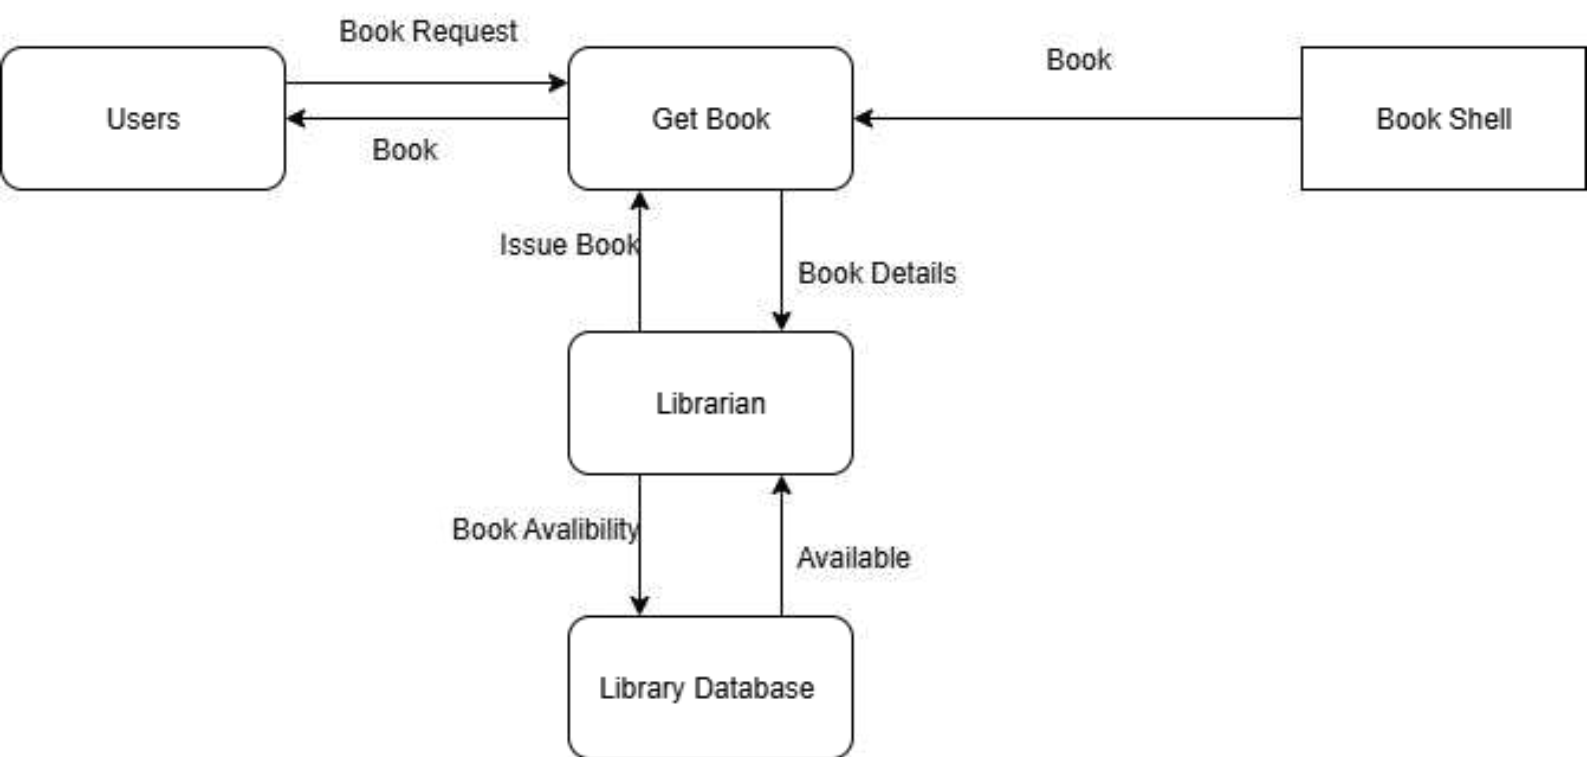 Book Request
Book
Users
Get Book
Book Shell
Book
Issue Book
Book Details
Librarian
Book Avalibility
Available
Library Database